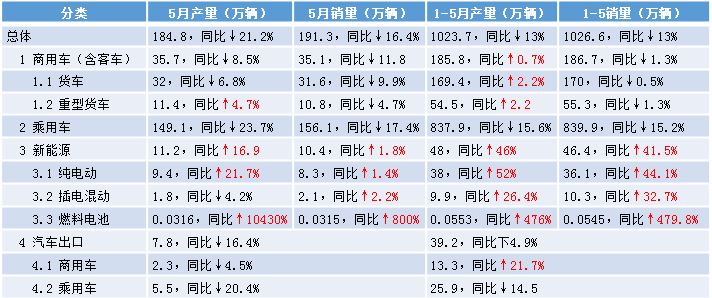 分类 5月产量（万辆） 5月销量（万辆） 1-5月产量（万辆） 1-5销量（万辆）
总体 184.8，同比↓21.2% 191.3，同比↓16.4% 1023.7，同比↓13% 1026.6，同比↓13%
1 商用车（含客车） 35.7，同比↓8.5% 35.1，同比↓11.8 185.8，同比↑0.7% 186.7，同比↓1.3%
1.1 货车 32，同比↓6.8% 31.6，同比↓9.9% 169.4，同比↑2.2% 170，同比↓0.5%
1.2 重型货车 11.4，同比↑4.7% 10.8，同比↓4.7% 54.5，同比↑2.2 55.3，同比↓1.3%
2 乘用车 149.1，同比↓23.7% 156.1，同比↓17.4% 837.9，同比↓15.6% 839.9，同比↓15.2%
3 新能源 11.2，同比↑16.9 10.4，同比↑1.8% 48，同比↑46% 46.4，同比↑41.5%
3.1 纯电动 9.4，同比↑21.7% 8.3，同比↑1.4% 38，同比↑52% 36.1，同比↑44.1%
3.2 插电混动 1.8，同比↓4.2% 2.1，同比↑2.2% 9.9，同比↑26.4% 10.3，同比↑32.7%
3.3 燃料电池 0.0316，同比↑10430% 0.0315，同比↑800% 0.0553，同比↑476% 0.0545，同比↑479.8%
4 汽车出口 7.8，同比↓16.4% 39.2，同比下4.9%
4.1 商用车 2.3，同比↓4.5% 13.3，同比↑21.7%
4.2 乘用车 5.5，同比↓20.4% 25.9，同比↓14.5